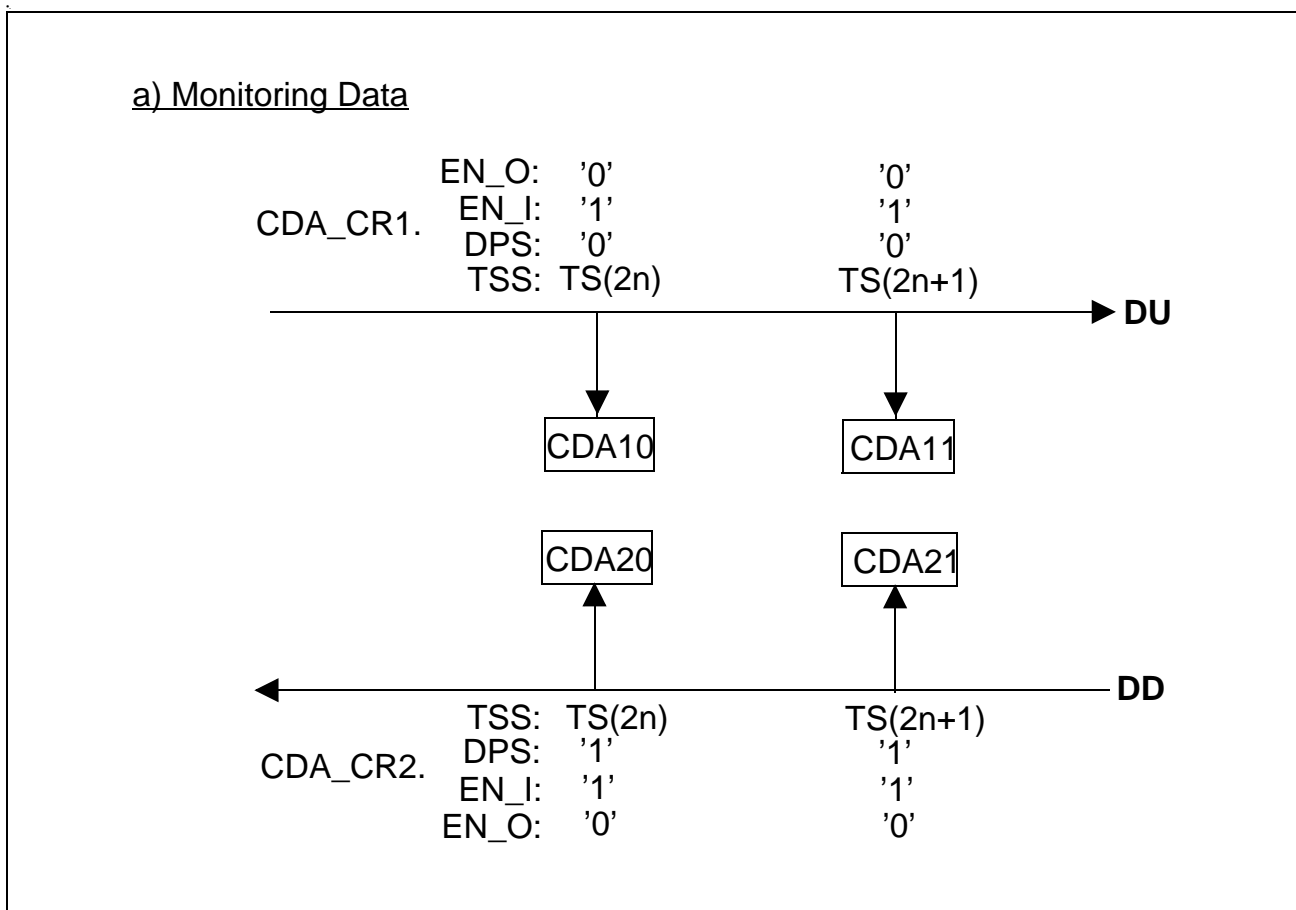 a) Monitoring Data
EN_O: ’0’ ’0’
CDA_CR1. EN_I: ’1’ ’1’
DPS: ’0’ ’0’
TSS: TS(2n) TS(2n+1)
DU
CDA10 CDA11
CDA20 CDA21
DD
TSS: TS(2n) TS(2n+1)
CDA_CR2. DPS: ’1’ ’1’
EN_I: ’1’ ’1’
EN_O: ’0’ ’0’